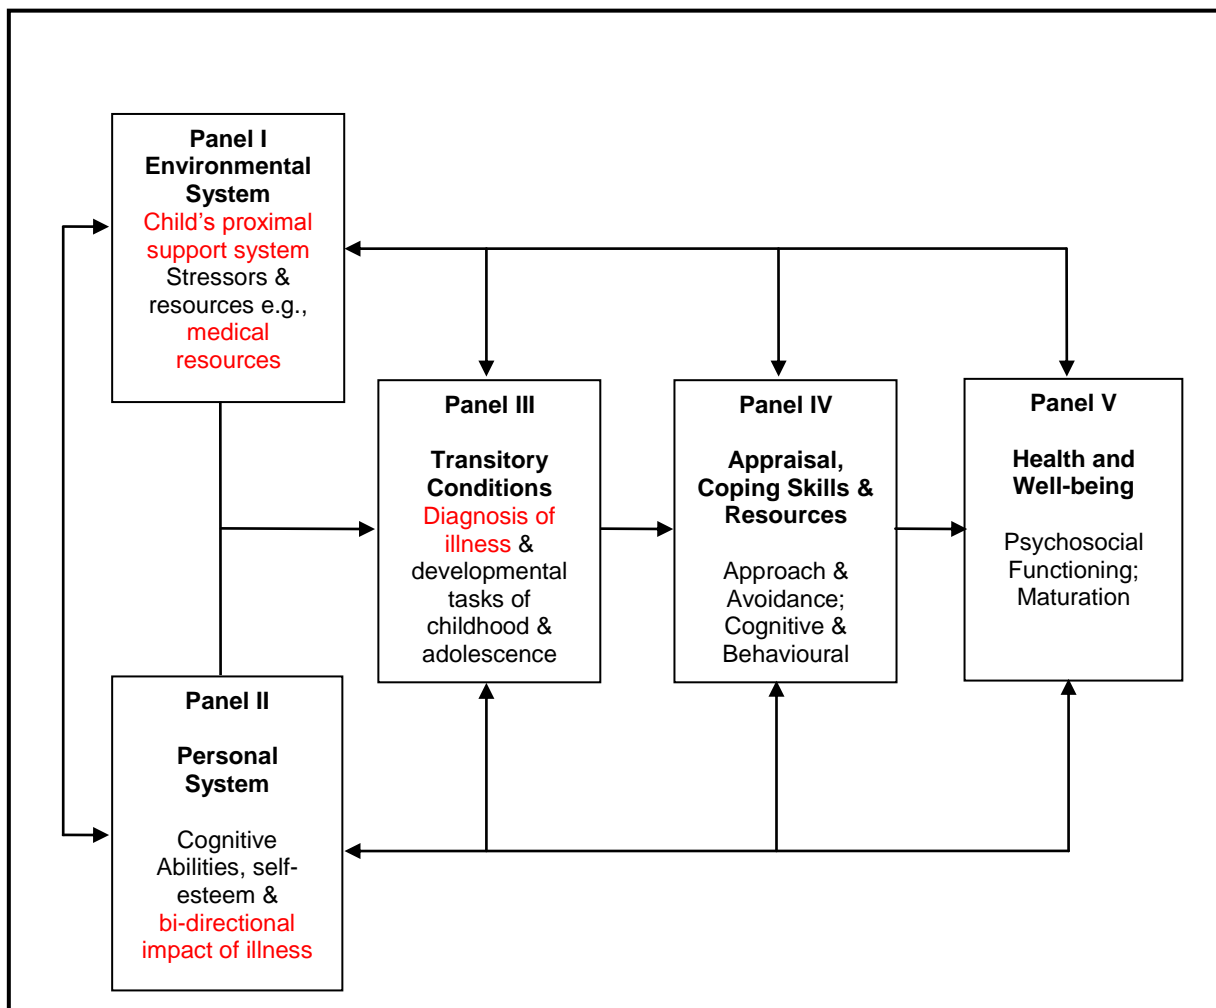 Panel I
Environmental
System
Child's proximal
support system
Stressors &
resources e.g.,
medical
resources
Panel III
Transitory
Conditions
Diagnosis of
illness &
developmental
tasks of
childhood &
adolescence
Panel IV
Appraisal,
Coping Skills &
Resources
Approach &
Avoidance;
Cognitive &
Behavioural
Panel V
Health and
Well-being
Psychosocial
Functioning;
Maturation
Panel II
Personal
System
Cognitive
Abilities, self-
esteem &
bi-directional
impact of illness